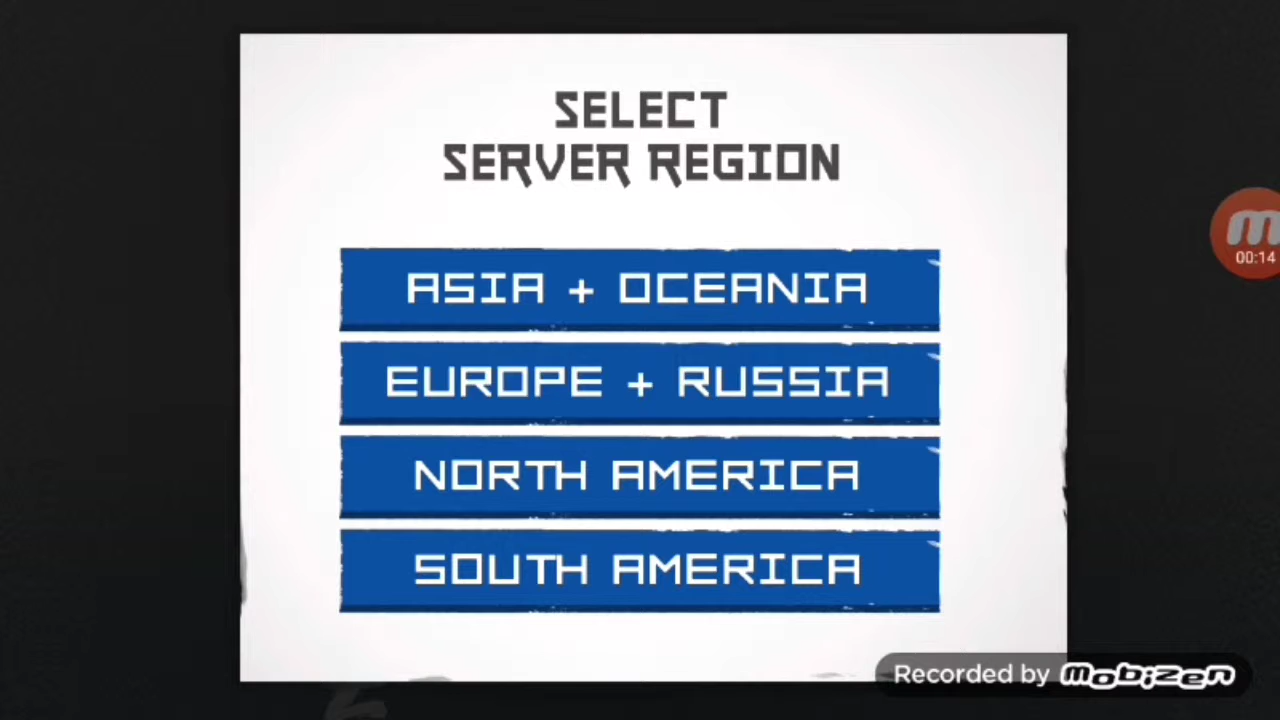 SELECT
SERVER REGION
ASIA + OCEANIA
EUROPE + RUSSIA
NORTH AMERICA
SOUTH AMERICA
00:14
Recorded by mobizen